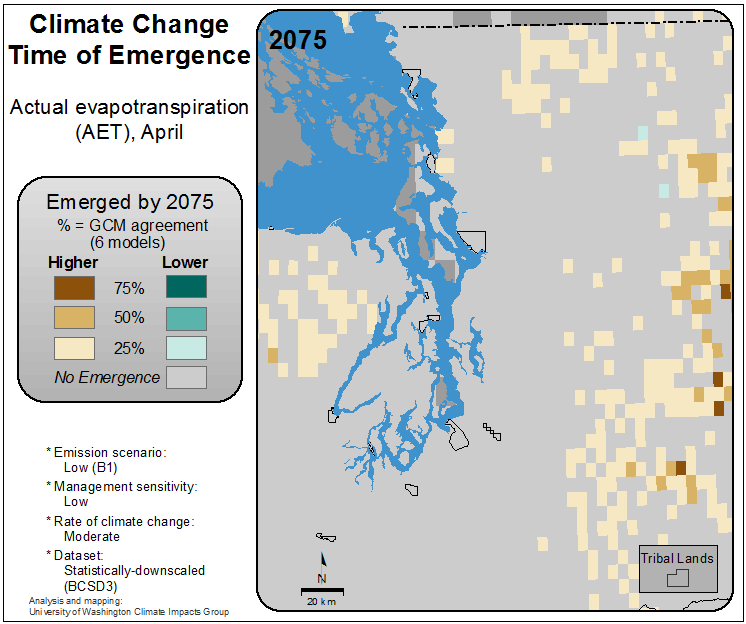 Climate Change
Time of Emergence
Actual evapotranspiration
(AET), April
Emerged by 2075
% = GCM agreement
(6 models)
Higher Lower
75%
50%
25%
No Emergence
* Emission scenario:
Low (B1)
* Management sensitivity:
Low
* Rate of climate change:
Moderate
* Dataset:
Statistically-downscaled
(BCSD3)
Analysis and mapping:
University of Washington Climate Impacts Group
2075
N
20 km
Tribal Lands